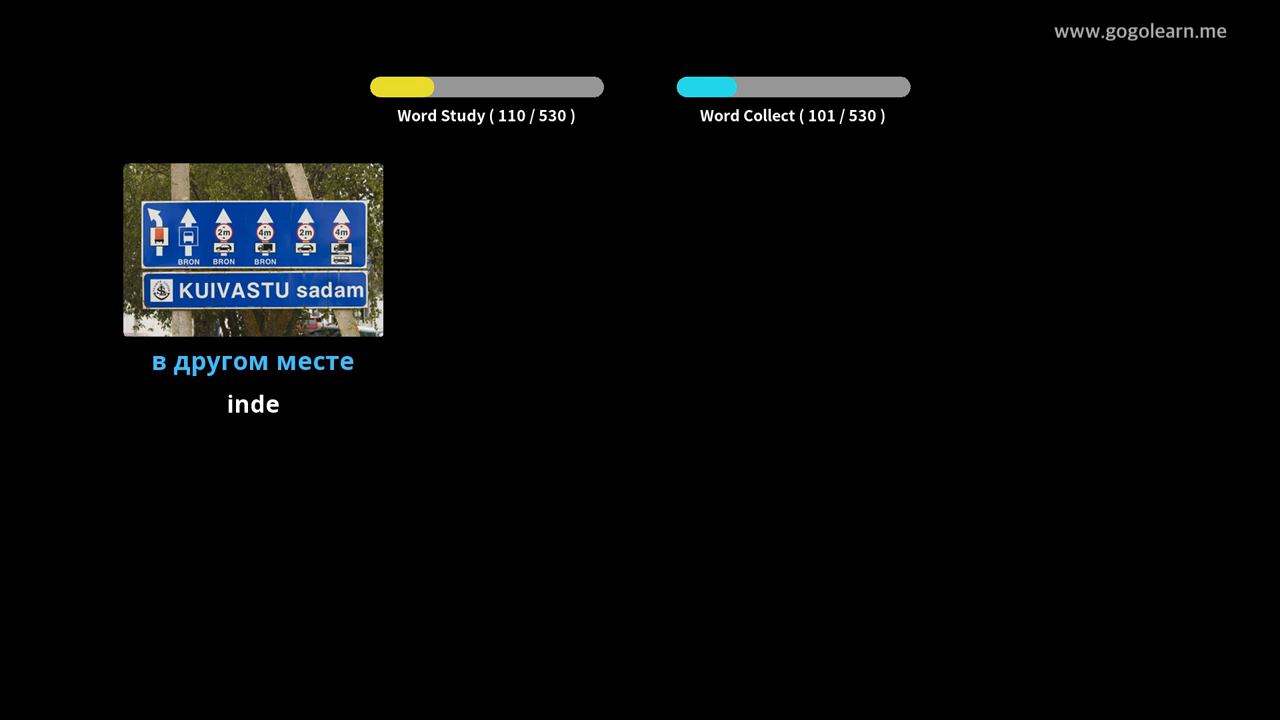 www.gogolearn.me
Word Study ( 110 / 530 )
Word Collect ( 101 / 530 )
2m
4m
2m
4m
BRON
BRON
BRON
KUIVASTU sadam
в другом месте
inde